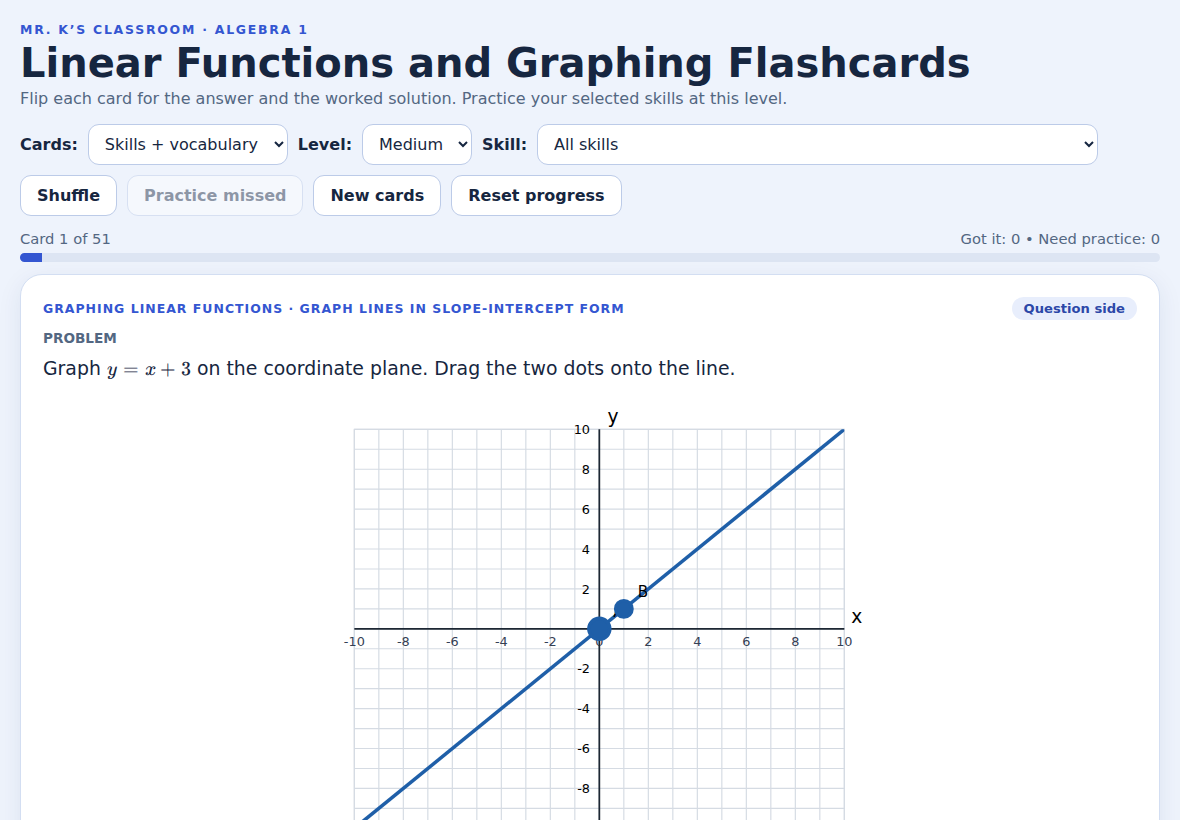 MR. K’S CLASSROOM · ALGEBRA 1
Linear Functions and Graphing Flashcards
Flip each card for the answer and the worked solution. Practice your selected skills at this level.
Cards: Skills + vocabulary Level: Medium Skill: All skills
Shuffle Practice missed New cards Reset progress
Card 1 of 51 Got it: 0 • Need practice: 0
GRAPHING LINEAR FUNCTIONS · GRAPH LINES IN SLOPE-INTERCEPT FORM Question side
PROBLEM
Graph y = x + 3 on the coordinate plane. Drag the two dots onto the line.
y
10
8
6
4
2
B
x
-10 -8 -6 -4 -2 0 2 4 6 8 10
-2
-4
-6
-8